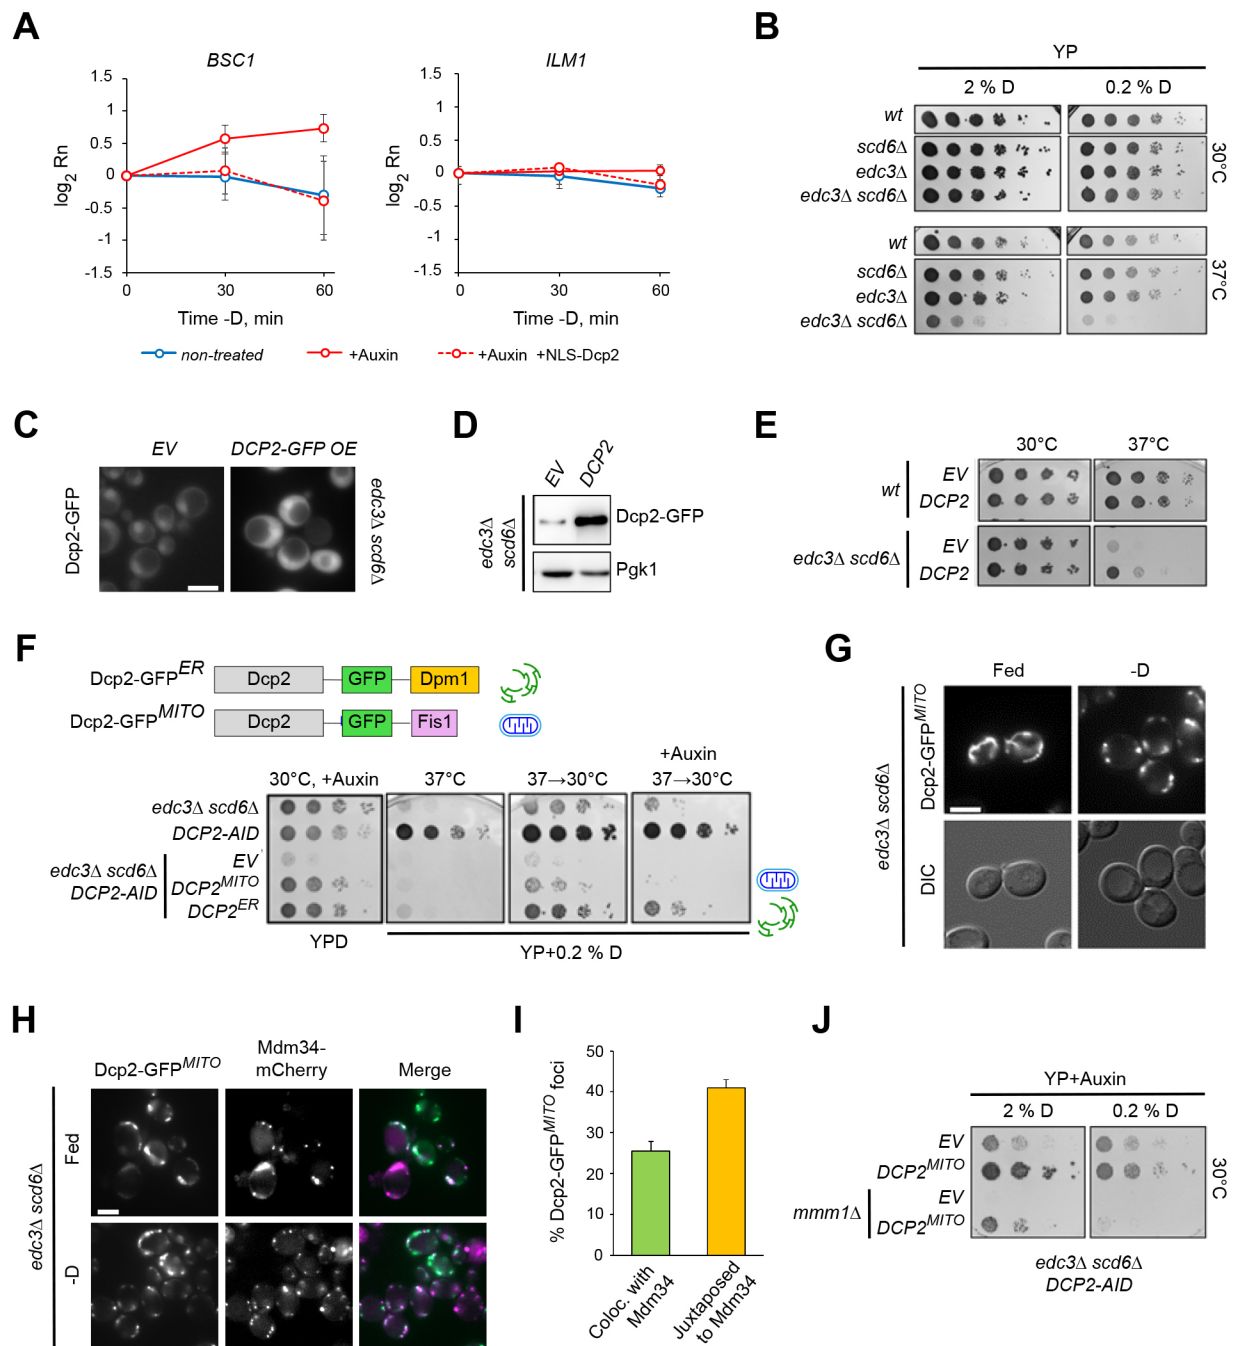 A
BSC1
ILM1
1.5
1
0.5
0
-0.5
-1
-1.5
log2 Rn
0
30
60
Time -D, min
1.5
1
0.5
0
-0.5
-1
-1.5
log2 Rn
0
30
60
Time -D, min
non-treated
+Auxin
+Auxin +NLS-Dcp2
B
YP
2 % D
0.2 % D
wt
scd6Δ
edc3Δ
edc3Δ scd6Δ
30°C
wt
scd6Δ
edc3Δ
edc3Δ scd6Δ
37°C
C
EV
DCP2-GFP OE
Dcp2-GFP
edc3Δ scd6Δ
D
EV
DCP2
edc3Δ
scd6Δ
Dcp2-GFP
Pgk1
E
30°C
37°C
wt
EV
DCP2
edc3Δ scd6Δ
EV
DCP2
F
Dcp2-GFPER
Dcp2
GFP
Dpm1
Dcp2-GFPMITO
Dcp2
GFP
Fis1
+Auxin
30°C, +Auxin
37°C
37→30°C
37→30°C
edc3Δ scd6Δ
DCP2-AID
edc3Δ scd6Δ
DCP2-AID
EV
DCP2MITO
DCP2ER
YPD
YP+0.2 % D
G
Fed
-D
Dcp2-GFPMITO
DIC
edc3Δ scd6Δ
H
Dcp2-GFPMITO
Mdm34-
mCherry
Merge
Fed
-D
edc3Δ scd6Δ
I
% Dcp2-GFPMITO foci
50
40
30
20
10
0
Coloc. with
Mdm34
Juxtaposed
to Mdm34
J
YP+Auxin
2 % D
0.2 % D
EV
DCP2MITO
mmm1Δ
EV
DCP2MITO
30°C
edc3Δ scd6Δ
DCP2-AID